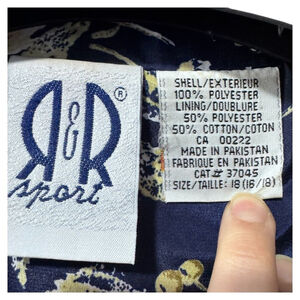 R&R®
sport
SHELL/EXTERIEUR
100% POLYESTER
LINING/DOUBLURE
50% POLYESTER
50% COTTON/COTON
CA 00222
MADE IN PAKISTAN
FABRIQUE EN PAKISTAN
CAT# 37045
SIZE/TAILLE: 18 (16/18)